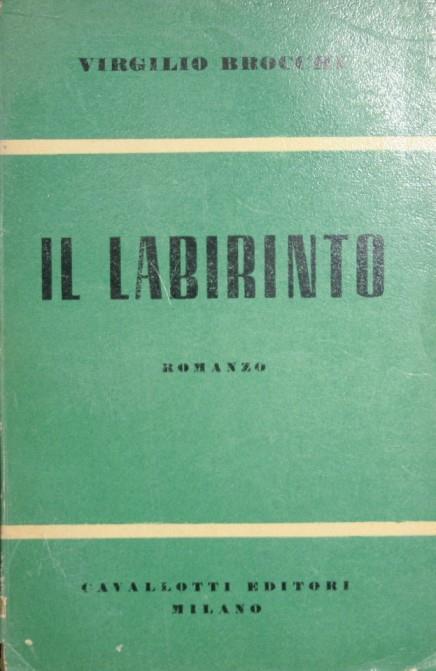 VIRGILIO BROCCHI
IL LABIRINTO
ROMANZO
CAVALLOTTI EDITORI
MILANO